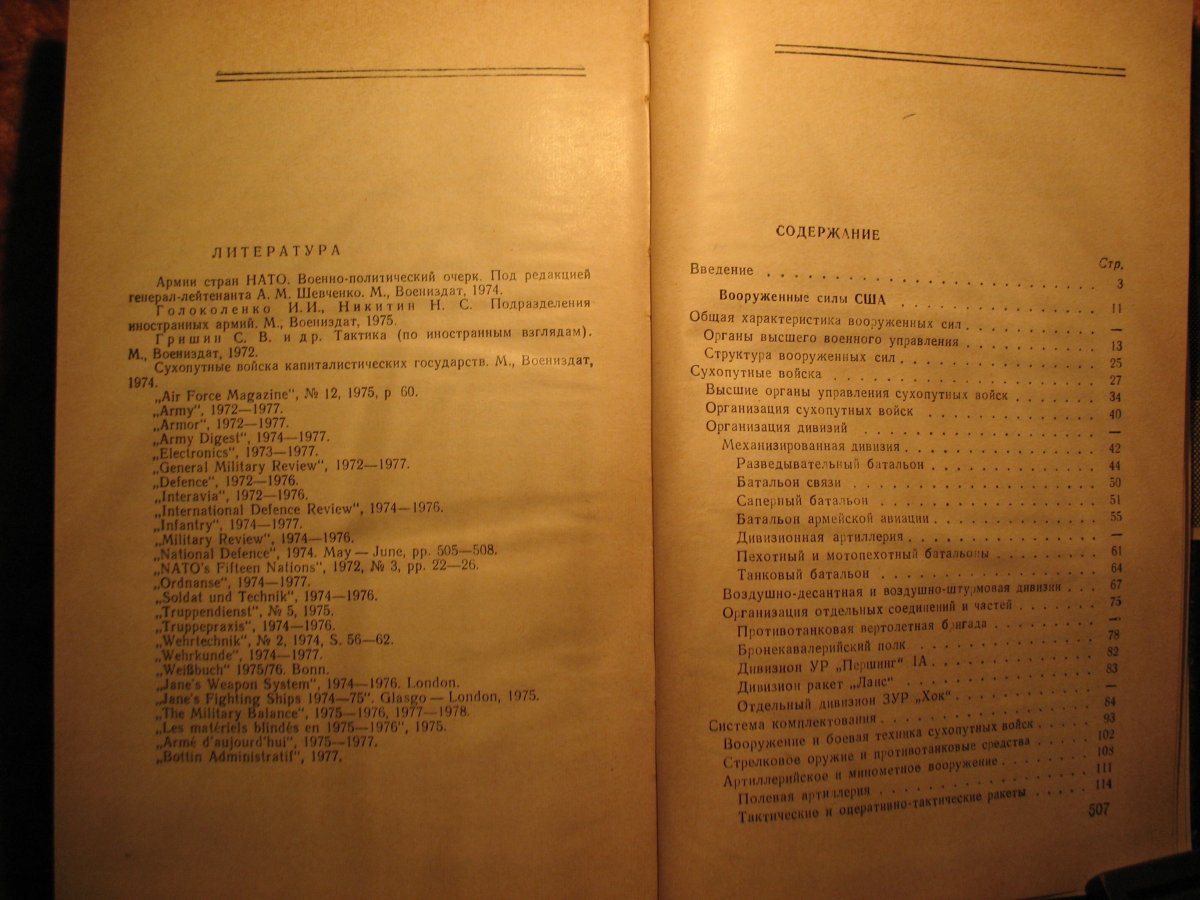 ЛИТЕРАТУРА
Армии стран НАТО. Военно-политический очерк. Под редакцией
генерал-лейтенанта А. М. Шевченко. М., Воениздат, 1974.
Голоколенко И.И., Никитин Н. С. Подразделения
иностранных армий. М., Воениздат, 1975.
Гришин С. В. и др. Тактика (по иностранным взглядам).
М., Воениздат, 1972.
Сухопутные войска капиталистических государств. М., Воениздат,
1974.
„Air Force Magazine“, № 12, 1975, p 60.
„Army“, 1972—1977.
„Armor“, 1972—1977.
„Army Digest“, 1974—1977.
„Electronics“, 1973—1977.
„General Military Review“, 1972—1977.
„Defence“, 1972—1976.
„Interavia“, 1972—1976.
„International Defence Review“, 1974—1976.
„Infantry“, 1974—1977.
„Military Review“, 1974—1976.
„National Defence“, 1974. May — June, pp. 505—508.
„NATO's Fifteen Nations“, 1972, № 3, pp. 22—26.
„Ordnanse“, 1974—1977.
„Soldat und Technik“, 1974—1976.
„Truppendienst“, № 5, 1975.
„Truppepraxis“, 1974—1976.
„Wehrtechnik“, № 2, 1974, S. 56—62.
„Wehrkunde“, 1974—1977.
„Weißbuch“ 1975/76. Bonn.
„Jane's Weapon System“, 1974—1976. London.
„Jane's Fighting Ships 1974—75“. Glasgo — London, 1975.
„The Military Balance“, 1975—1976, 1977—1978.
„Les matériels blindés en 1975—1976“, 1975.
„Armé d'aujourd'hui“, 1975—1977.
„Bottin Administratif“, 1977.
СОДЕРЖАНИЕ
Стр.
Введение . . . . . . . . . . . . . . . . . . . . 3
Вооруженные силы США . . . . . . . . . . . . 11
Общая характеристика вооруженных сил . . . . . . . . —
Органы высшего военного управления . . . . . . . . 13
Структура вооруженных сил . . . . . . . . . . . 25
Сухопутные войска . . . . . . . . . . . . . . . 27
Высшие органы управления сухопутных войск . . . . . . 34
Организация сухопутных войск . . . . . . . . . . 40
Организация дивизий . . . . . . . . . . . . . —
Механизированная дивизия . . . . . . . . . . . 42
Разведывательный батальон . . . . . . . . . . 44
Батальон связи . . . . . . . . . . . . . . 50
Саперный батальон . . . . . . . . . . . . . 51
Батальон армейской авиации . . . . . . . . . . 55
Дивизионная артиллерия . . . . . . . . . . . —
Пехотный и мотопехотный батальоны . . . . . . . 61
Танковый батальон . . . . . . . . . . . . . 64
Воздушно-десантная и воздушно-штурмовая дивизии . . . 67
Организация отдельных соединений и частей . . . . . . 75
Противотанковая вертолетная бригада . . . . . . . —
Бронекавалерийский полк . . . . . . . . . . . 78
Дивизион УР „Першинг“ 1А . . . . . . . . . . . 82
Дивизион ракет „Ланс“ . . . . . . . . . . . . 83
Отдельный дивизион ЗУР „Хок“ . . . . . . . . . —
Система комплектования . . . . . . . . . . . . . 84
Вооружение и боевая техника сухопутных войск . . . . . 93
Стрелковое оружие и противотанковые средства . . . . . 102
Артиллерийское и минометное вооружение . . . . . . . 108
Полевая артиллерия . . . . . . . . . . . . . 111
Тактические и оперативно-тактические ракеты . . . . . 114
507